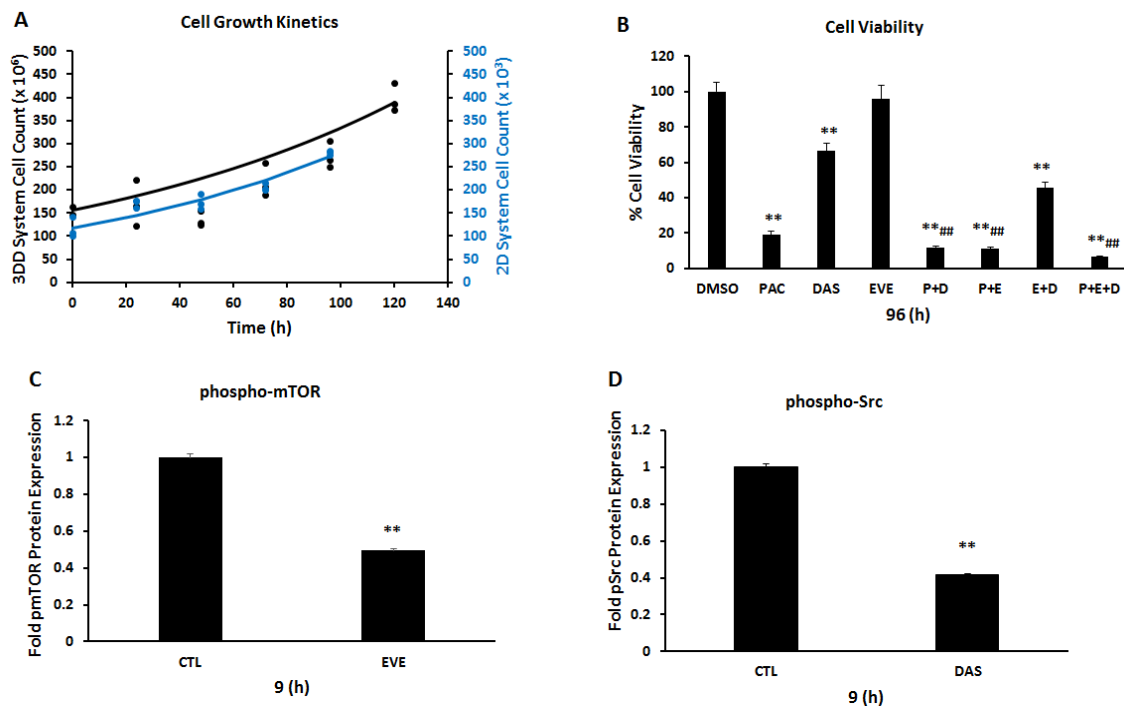 A
Cell Growth Kinetics
3DD System Cell Count (x 10⁶)
500
450
400
350
300
250
200
150
100
50
0
500
450
400
350
300
250
200
150
100
50
0
2D System Cell Count (x 10³)
0 20 40 60 80 100 120 140
Time (h)
B
Cell Viability
% Cell Viability
120
100
80
60
40
20
0
**
**
**##
**##
**
**##
DMSO PAC DAS EVE P+D P+E E+D P+E+D
96 (h)
C
phospho-mTOR
Fold pmTOR Protein Expression
1.2
1
0.8
0.6
0.4
0.2
0
**
CTL EVE
9 (h)
D
phospho-Src
Fold pSrc Protein Expression
1.2
1
0.8
0.6
0.4
0.2
0
**
CTL DAS
9 (h)